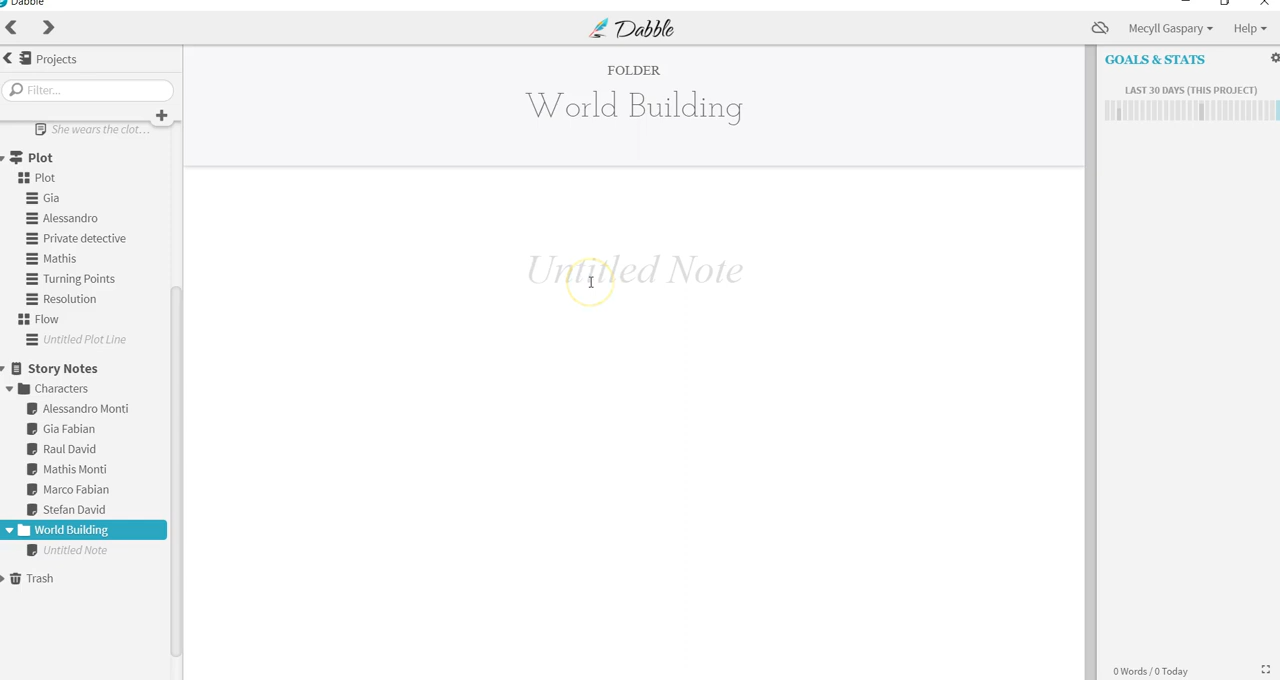 Dabble
Dabble
Mecyll Gaspary
Help
Projects
Filter...
She wears the clot...
Plot
Plot
Gia
Alessandro
Private detective
Mathis
Turning Points
Resolution
Flow
Untitled Plot Line
Story Notes
Characters
Alessandro Monti
Gia Fabian
Raul David
Mathis Monti
Marco Fabian
Stefan David
World Building
Untitled Note
Trash
FOLDER
World Building
Untitled Note
GOALS & STATS
LAST 30 DAYS (THIS PROJECT)
0 Words / 0 Today